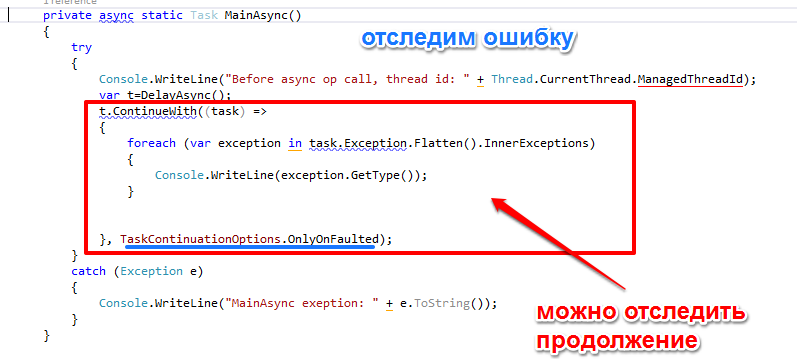 1 reference
private async static Task MainAsync()
{
отследим ошибку
try
{
Console.WriteLine("Before async op call, thread id: " + Thread.CurrentThread.ManagedThreadId);
var t=DelayAsync();
t.ContinueWith((task) =>
{
foreach (var exception in task.Exception.Flatten().InnerExceptions)
{
Console.WriteLine(exception.GetType());
}
}, TaskContinuationOptions.OnlyOnFaulted);
}
catch (Exception e)
{
Console.WriteLine("MainAsync exeption: " + e.ToString());
}
}
можно отследить
продолжение